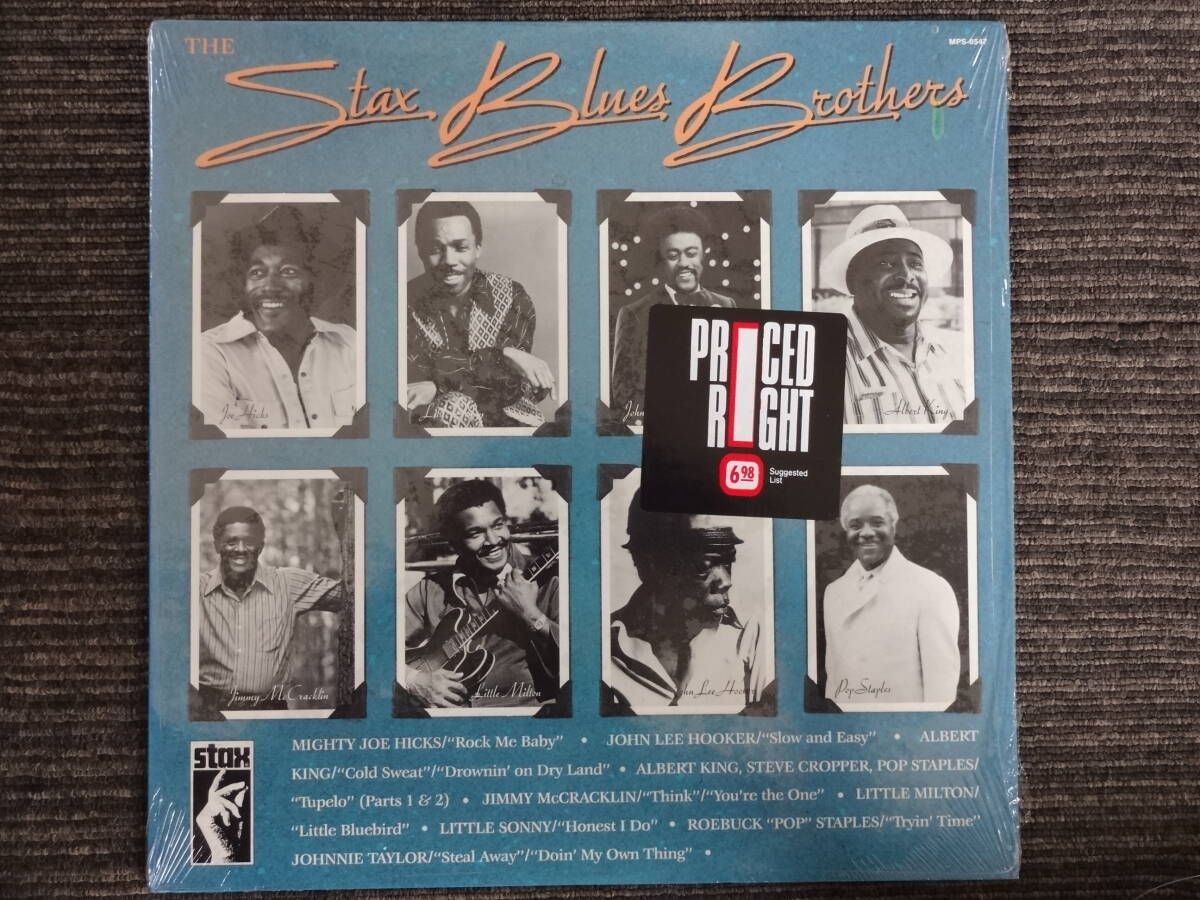 THE
MPS-8547
Stax Blues Brothers
Joe Hicks
Albert King
PRICED
RIGHT
6.98 Suggested
List
Jimmy McCracklin
Little Milton
John Lee Hooker
Pop Staples
stax
MIGHTY JOE HICKS/“Rock Me Baby” • JOHN LEE HOOKER/“Slow and Easy” • ALBERT
KING/“Cold Sweat”/“Drownin’ on Dry Land” • ALBERT KING, STEVE CROPPER, POP STAPLES/
“Tupelo” (Parts 1 & 2) • JIMMY McCRACKLIN/“Think”/“You’re the One” • LITTLE MILTON/
“Little Bluebird” • LITTLE SONNY/“Honest I Do” • ROEBUCK “POP” STAPLES/“Tryin’ Time”
JOHNNIE TAYLOR/“Steal Away”/“Doin’ My Own Thing” •